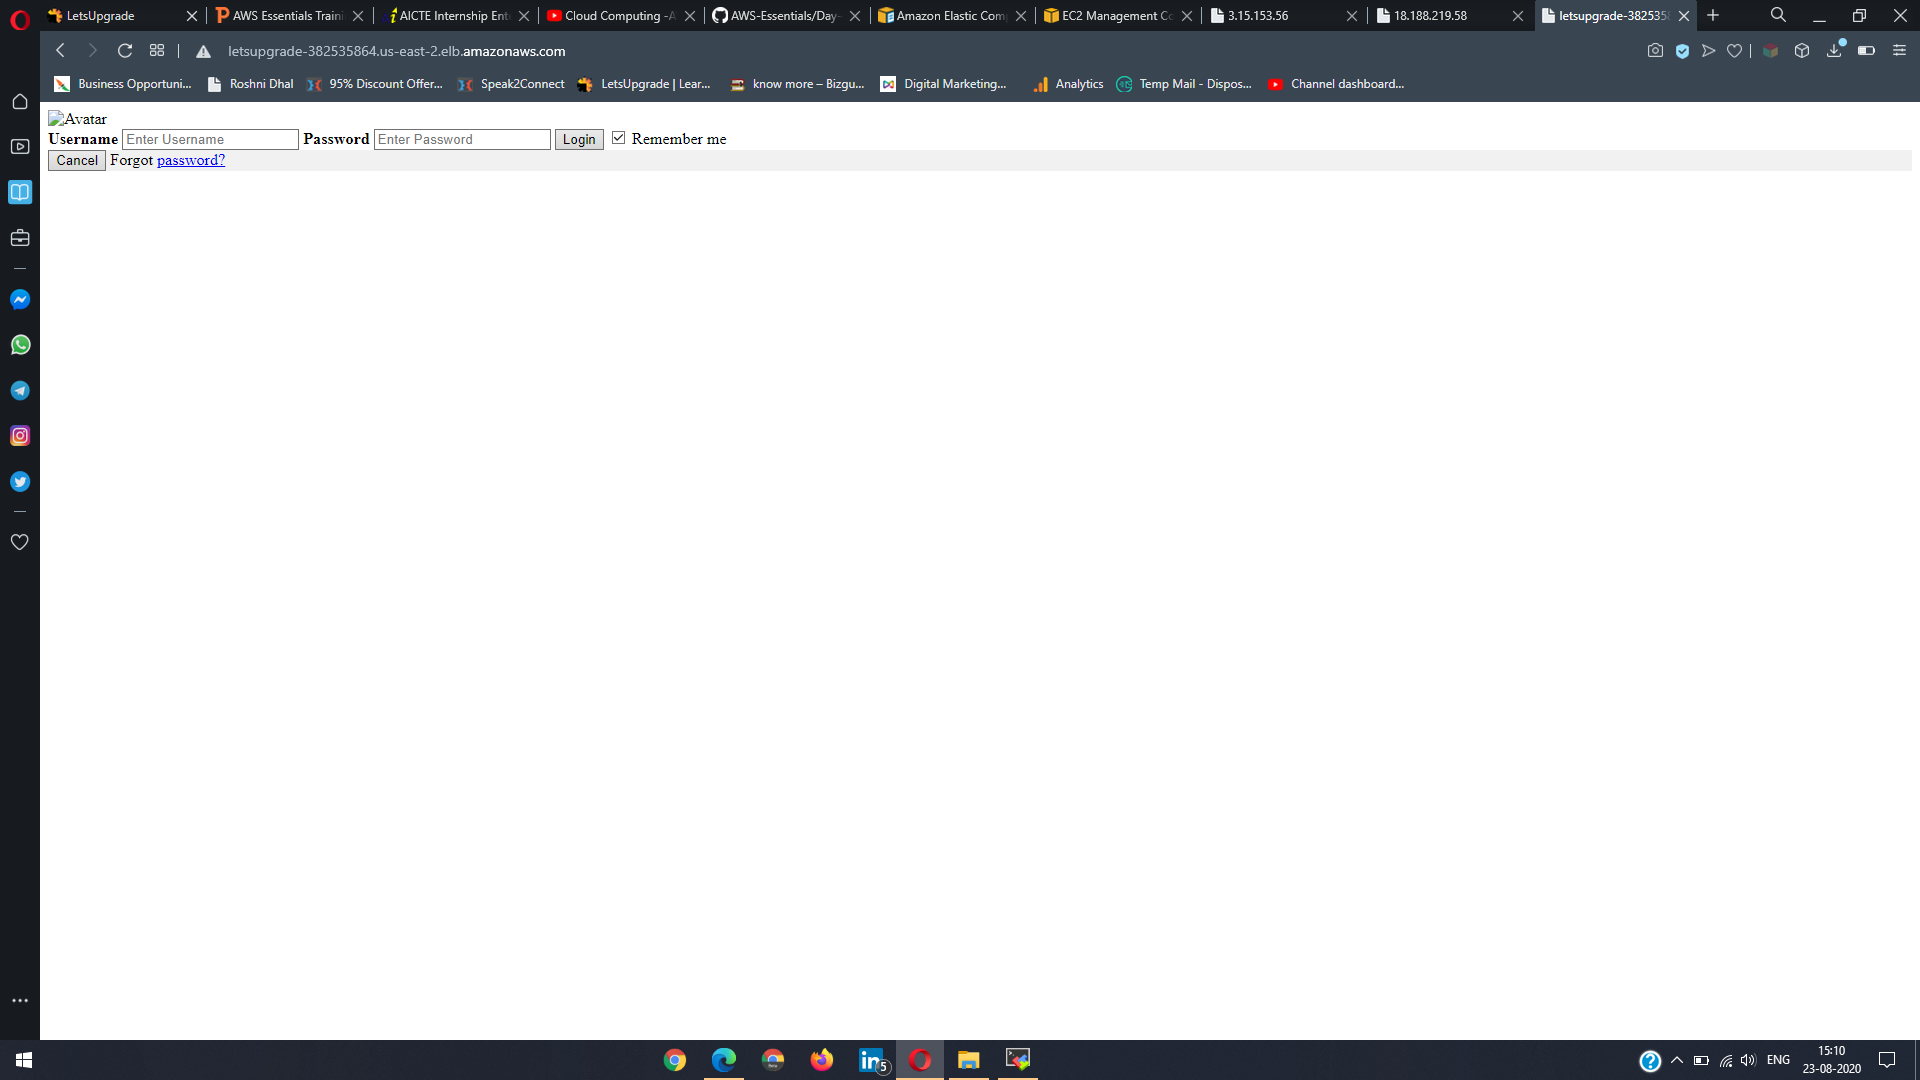 LetsUpgrade
AWS Essentials Traini
AICTE Internship Ent
Cloud Computing -A
AWS-Essentials/Day-
Amazon Elastic Comp
EC2 Management Co
3.15.153.56
18.188.219.58
letsupgrade-382535
letsupgrade-382535864.us-east-2.elb.amazonaws.com
Business Opportuni...
Roshni Dhal
95% Discount Offer...
Speak2Connect
LetsUpgrade | Lear...
know more – Bizgu...
Digital Marketing...
Analytics
Temp Mail - Dispos...
Channel dashboard...
Avatar
Username Enter Username Password Enter Password Login Remember me
Cancel Forgot password?
5
ENG
15:10
23-08-2020